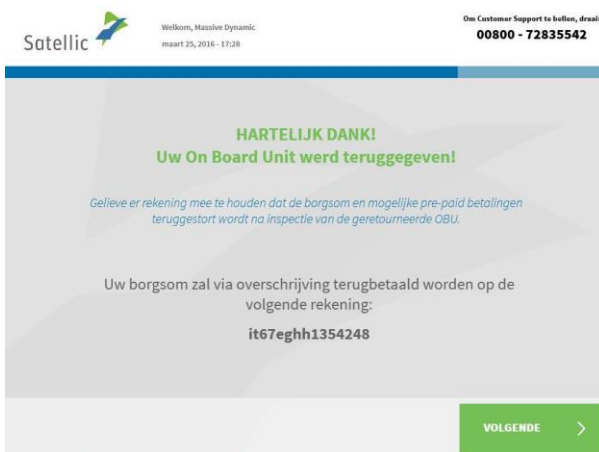 Satellic
Welkom, Massive Dynamic
maart 25, 2016 - 17:28
Om Customer Support te bellen, draai
00800 - 72835542
HARTELIJK DANK!
Uw On Board Unit werd teruggegeven!
Gelieve er rekening mee te houden dat de borgsom en mogelijke pre-paid betalingen
teruggestort wordt na inspectie van de geretourneerde OBU.
Uw borgsom zal via overschrijving terugbetaald worden op de
volgende rekening:
it67eghh1354248
VOLGENDE